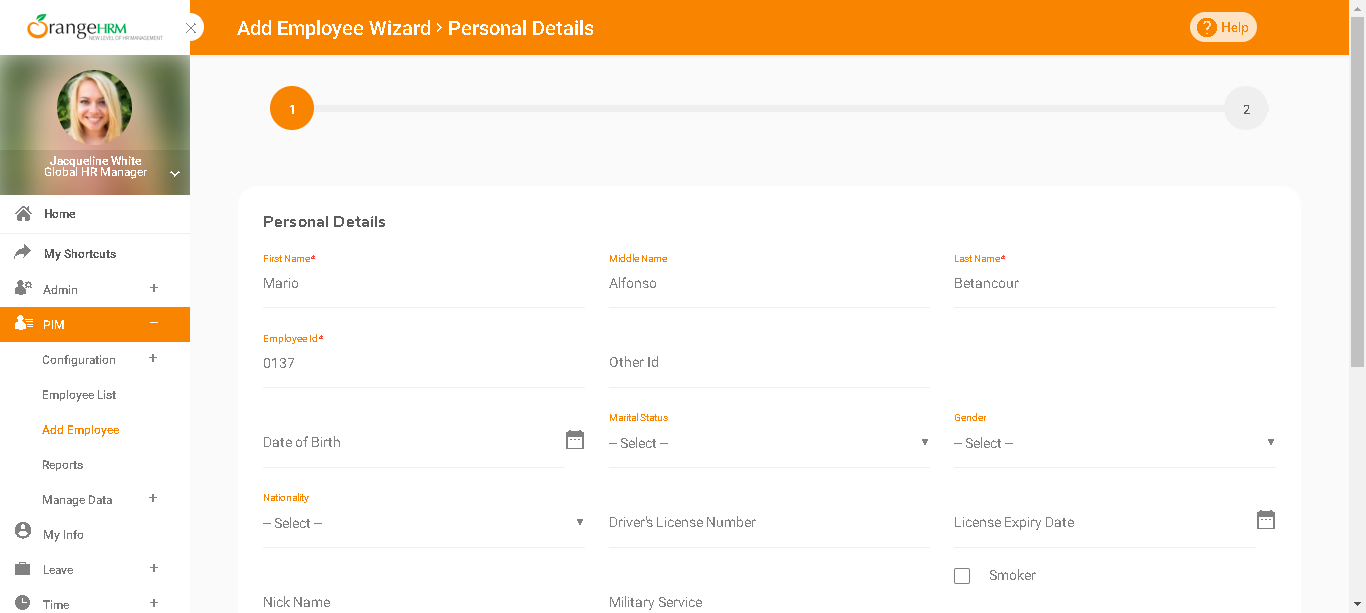 OrangeHRM
NEW LEVEL OF HR MANAGEMENT
Add Employee Wizard > Personal Details
? Help
Jacqueline White
Global HR Manager
Home
My Shortcuts
Admin +
PIM –
Configuration +
Employee List
Add Employee
Reports
Manage Data +
My Info
Leave +
Time +
1
2
Personal Details
First Name* Middle Name Last Name*
Mario Alfonso Betancour
Employee Id*
0137 Other Id
Marital Status Gender
Date of Birth – Select – – Select –
Nationality
– Select – Driver's License Number License Expiry Date
Smoker
Nick Name Military Service